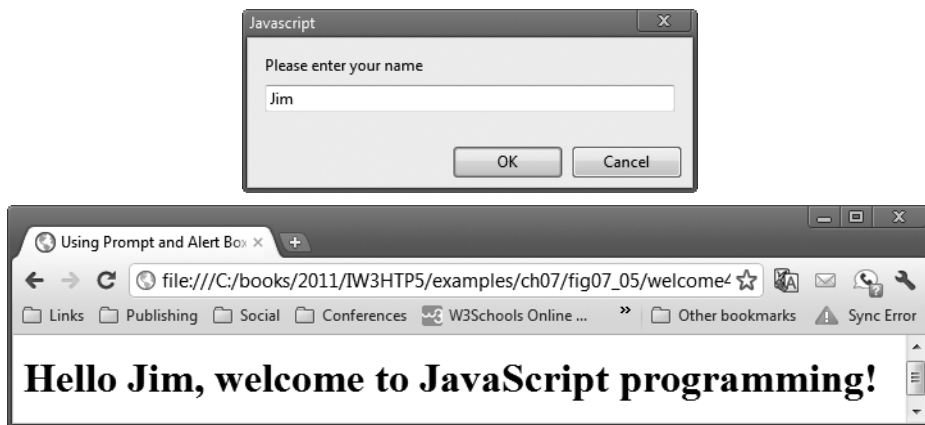 Javascript
X
Please enter your name
Jim
OK
Cancel
X
Using Prompt and Alert Box
file:///C:/books/2011/IW3HTP5/examples/ch07/fig07_05/welcome4
Links Publishing Social Conferences W3Schools Online ... » Other bookmarks Sync Error
Hello Jim, welcome to JavaScript programming!